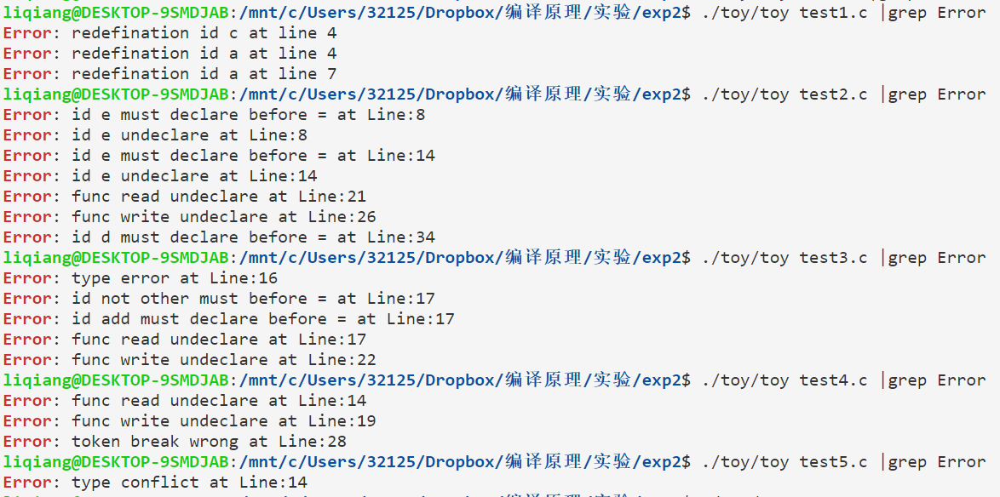 liqiang@DESKTOP-9SMDJAB:/mnt/c/Users/32125/Dropbox/编译原理/实验/exp2$ ./toy/toy test1.c |grep Error
Error: redefination id c at line 4
Error: redefination id a at line 4
Error: redefination id a at line 7
liqiang@DESKTOP-9SMDJAB:/mnt/c/Users/32125/Dropbox/编译原理/实验/exp2$ ./toy/toy test2.c |grep Error
Error: id e must declare before = at Line:8
Error: id e undeclare at Line:8
Error: id e must declare before = at Line:14
Error: id e undeclare at Line:14
Error: func read undeclare at Line:21
Error: func write undeclare at Line:26
Error: id d must declare before = at Line:34
liqiang@DESKTOP-9SMDJAB:/mnt/c/Users/32125/Dropbox/编译原理/实验/exp2$ ./toy/toy test3.c |grep Error
Error: type error at Line:16
Error: id not other must before = at Line:17
Error: id add must declare before = at Line:17
Error: func read undeclare at Line:17
Error: func write undeclare at Line:22
liqiang@DESKTOP-9SMDJAB:/mnt/c/Users/32125/Dropbox/编译原理/实验/exp2$ ./toy/toy test4.c |grep Error
Error: func read undeclare at Line:14
Error: func write undeclare at Line:19
Error: token break wrong at Line:28
liqiang@DESKTOP-9SMDJAB:/mnt/c/Users/32125/Dropbox/编译原理/实验/exp2$ ./toy/toy test5.c |grep Error
Error: type conflict at Line:14